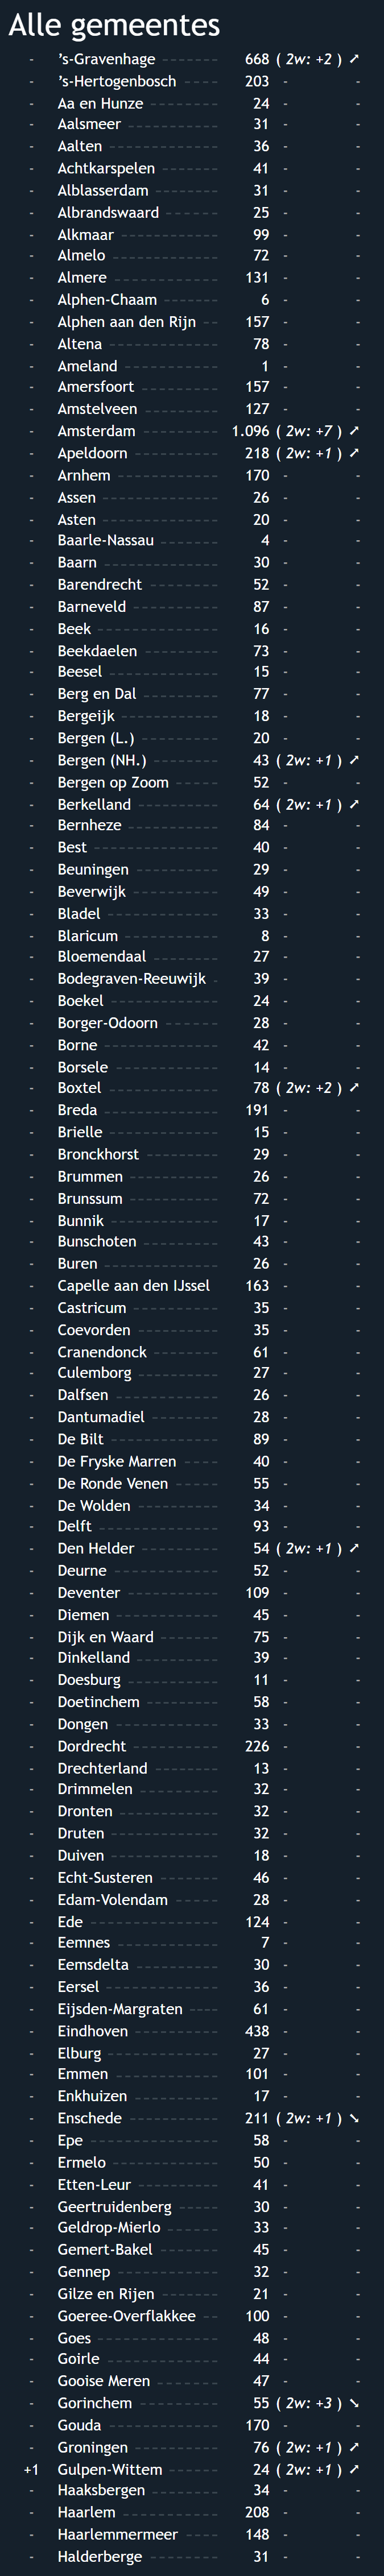 Alle gemeentes
- ’s-Gravenhage 668 ( 2w: +2 ) ➚
- ’s-Hertogenbosch 203 - -
- Aa en Hunze 24 - -
- Aalsmeer 31 - -
- Aalten 36 - -
- Achtkarspelen 41 - -
- Alblasserdam 31 - -
- Albrandswaard 25 - -
- Alkmaar 99 - -
- Almelo 72 - -
- Almere 131 - -
- Alphen-Chaam 6 - -
- Alphen aan den Rijn 157 - -
- Altena 78 - -
- Ameland 1 - -
- Amersfoort 157 - -
- Amstelveen 127 - -
- Amsterdam 1.096 ( 2w: +7 ) ➚
- Apeldoorn 218 ( 2w: +1 ) ➚
- Arnhem 170 - -
- Assen 26 - -
- Asten 20 - -
- Baarle-Nassau 4 - -
- Baarn 30 - -
- Barendrecht 52 - -
- Barneveld 87 - -
- Beek 16 - -
- Beekdaelen 73 - -
- Beesel 15 - -
- Berg en Dal 77 - -
- Bergeijk 18 - -
- Bergen (L.) 20 - -
- Bergen (NH.) 43 ( 2w: +1 ) ➚
- Bergen op Zoom 52 - -
- Berkelland 64 ( 2w: +1 ) ➚
- Bernheze 84 - -
- Best 40 - -
- Beuningen 29 - -
- Beverwijk 49 - -
- Bladel 33 - -
- Blaricum 8 - -
- Bloemendaal 27 - -
- Bodegraven-Reeuwijk 39 - -
- Boekel 24 - -
- Borger-Odoorn 28 - -
- Borne 42 - -
- Borsele 14 - -
- Boxtel 78 ( 2w: +2 ) ➚
- Breda 191 - -
- Brielle 15 - -
- Bronckhorst 29 - -
- Brummen 26 - -
- Brunssum 72 - -
- Bunnik 17 - -
- Bunschoten 43 - -
- Buren 26 - -
- Capelle aan den IJssel 163 - -
- Castricum 35 - -
- Coevorden 35 - -
- Cranendonck 61 - -
- Culemborg 27 - -
- Dalfsen 26 - -
- Dantumadiel 28 - -
- De Bilt 89 - -
- De Fryske Marren 40 - -
- De Ronde Venen 55 - -
- De Wolden 34 - -
- Delft 93 - -
- Den Helder 54 ( 2w: +1 ) ➚
- Deurne 52 - -
- Deventer 109 - -
- Diemen 45 - -
- Dijk en Waard 75 - -
- Dinkelland 39 - -
- Doesburg 11 - -
- Doetinchem 58 - -
- Dongen 33 - -
- Dordrecht 226 - -
- Drechterland 13 - -
- Drimmelen 32 - -
- Dronten 32 - -
- Druten 32 - -
- Duiven 18 - -
- Echt-Susteren 46 - -
- Edam-Volendam 28 - -
- Ede 124 - -
- Eemnes 7 - -
- Eemsdelta 30 - -
- Eersel 36 - -
- Eijsden-Margraten 61 - -
- Eindhoven 438 - -
- Elburg 27 - -
- Emmen 101 - -
- Enkhuizen 17 - -
- Enschede 211 ( 2w: +1 ) ➘
- Epe 58 - -
- Ermelo 50 - -
- Etten-Leur 41 - -
- Geertruidenberg 30 - -
- Geldrop-Mierlo 33 - -
- Gemert-Bakel 45 - -
- Gennep 32 - -
- Gilze en Rijen 21 - -
- Goeree-Overflakkee 100 - -
- Goes 48 - -
- Goirle 44 - -
- Gooise Meren 47 - -
- Gorinchem 55 ( 2w: +3 ) ➘
- Gouda 170 - -
- Groningen 76 ( 2w: +1 ) ➚
+1 Gulpen-Wittem 24 ( 2w: +1 ) ➚
- Haaksbergen 34 - -
- Haarlem 208 - -
- Haarlemmermeer 148 - -
- Halderberge 31 - -